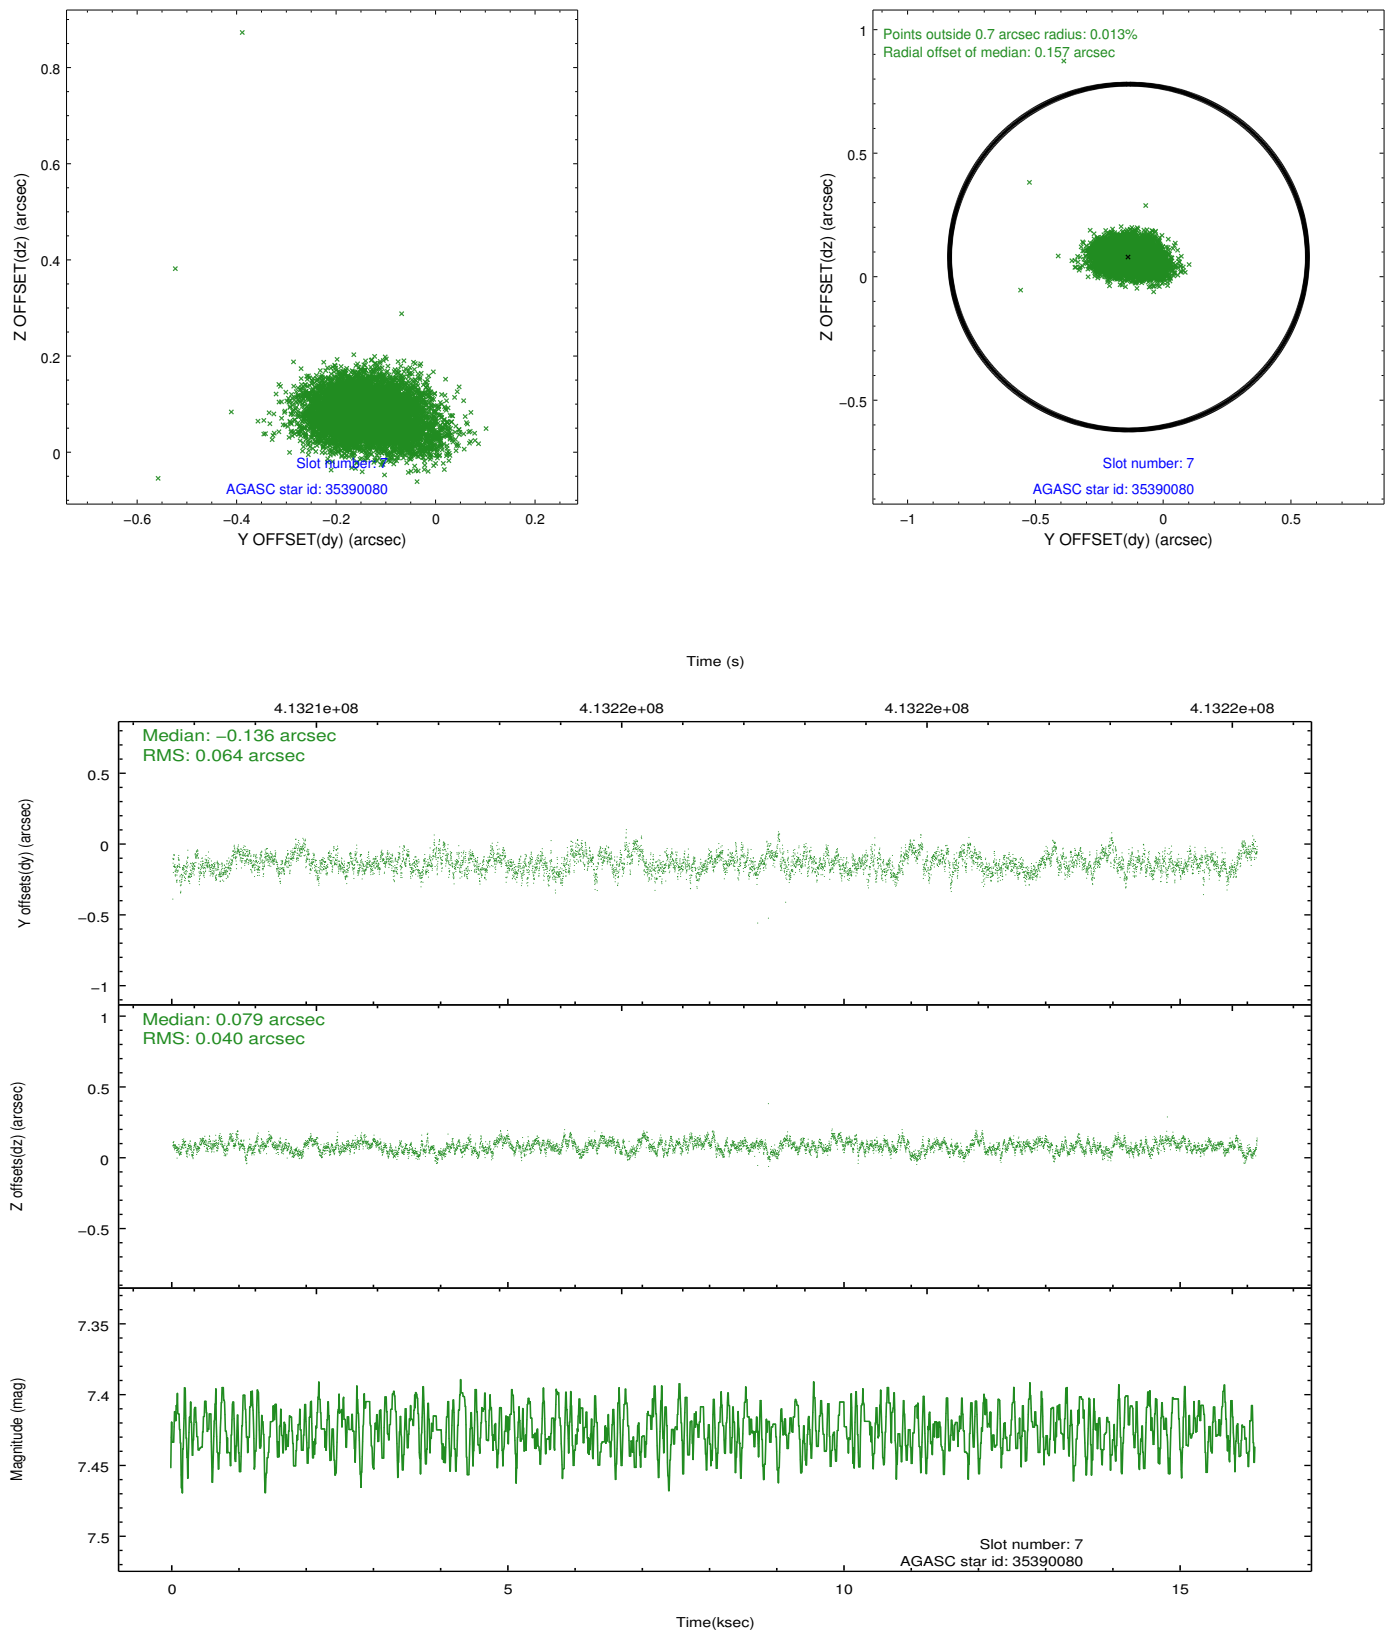 0.8
0.6
0.4
0.2
0
Z OFFSET(dz) (arcsec)
Slot number: 7
AGASC star id: 35390080
−0.6 −0.4 −0.2 0 0.2
Y OFFSET(dy) (arcsec)
Points outside 0.7 arcsec radius: 0.013%
Radial offset of median: 0.157 arcsec
1
0.5
0
−0.5
Z OFFSET(dz) (arcsec)
Slot number: 7
AGASC star id: 35390080
−1 −0.5 0 0.5
Y OFFSET(dy) (arcsec)
Time (s)
4.1321e+08 4.1322e+08 4.1322e+08 4.1322e+08
Median: −0.136 arcsec
RMS: 0.064 arcsec
0.5
0
−0.5
−1
Y offsets(dy) (arcsec)
Median: 0.079 arcsec
RMS: 0.040 arcsec
1
0.5
0
−0.5
Z offsets(dz) (arcsec)
7.35
7.4
7.45
7.5
Magnitude (mag)
Slot number: 7
AGASC star id: 35390080
0 5 10 15
Time(ksec)